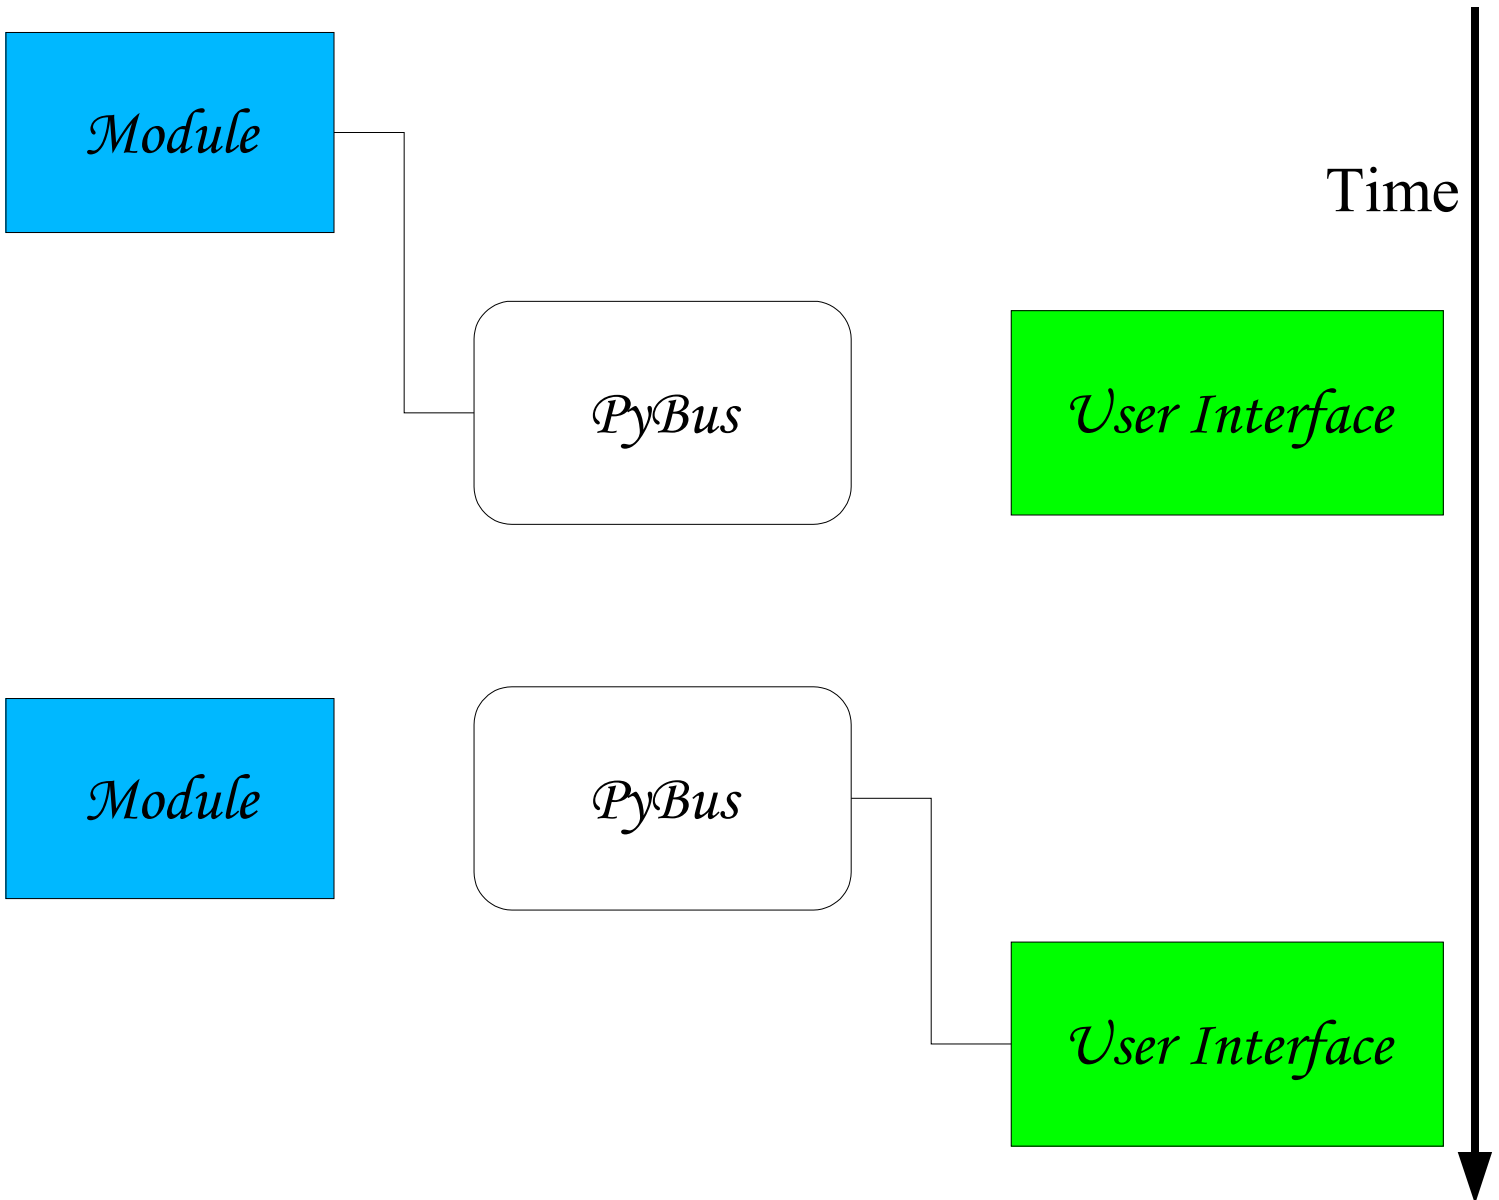 Module
Time
PyBus
User Interface
Module
PyBus
User Interface